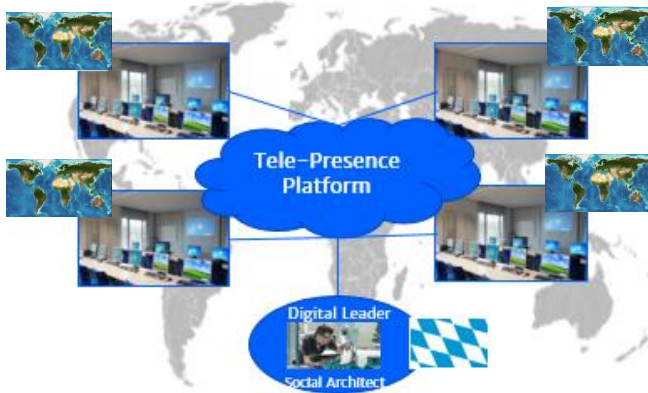 Tele-Presence
Platform
Digital Leader
Social Architect